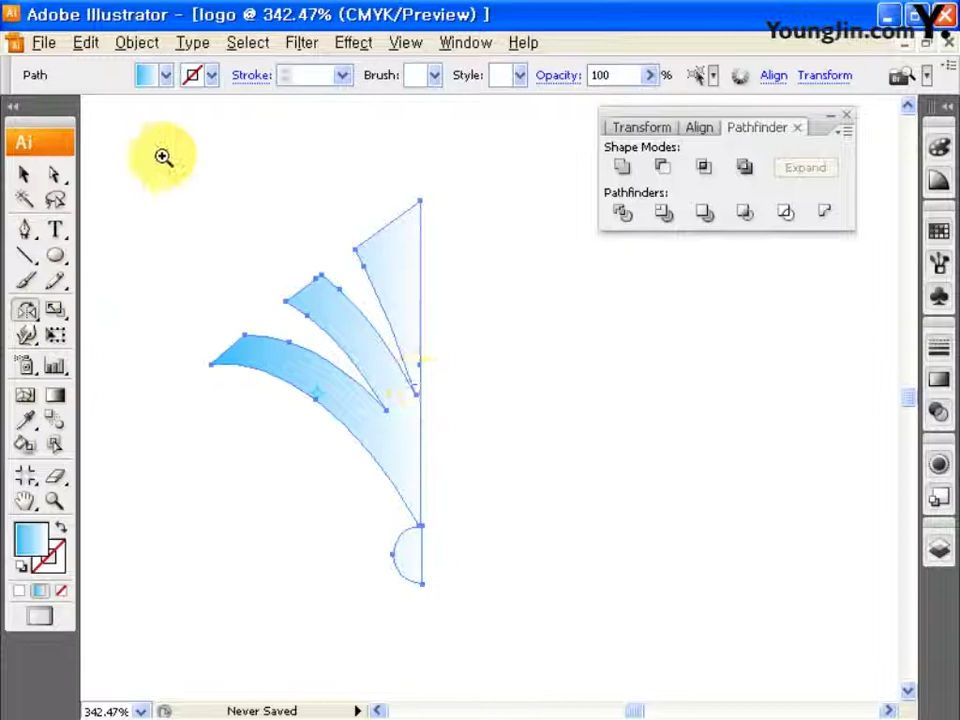 Adobe Illustrator - [logo @ 342.47% (CMYK/Preview) ]
YoungJin.com Y.
File Edit Object Type Select Filter Effect View Window Help
Path Stroke: Brush: Style: Opacity: 100 % Align Transform
Ai
Transform Align Pathfinder
Shape Modes:
Expand
Pathfinders:
342.47% Never Saved